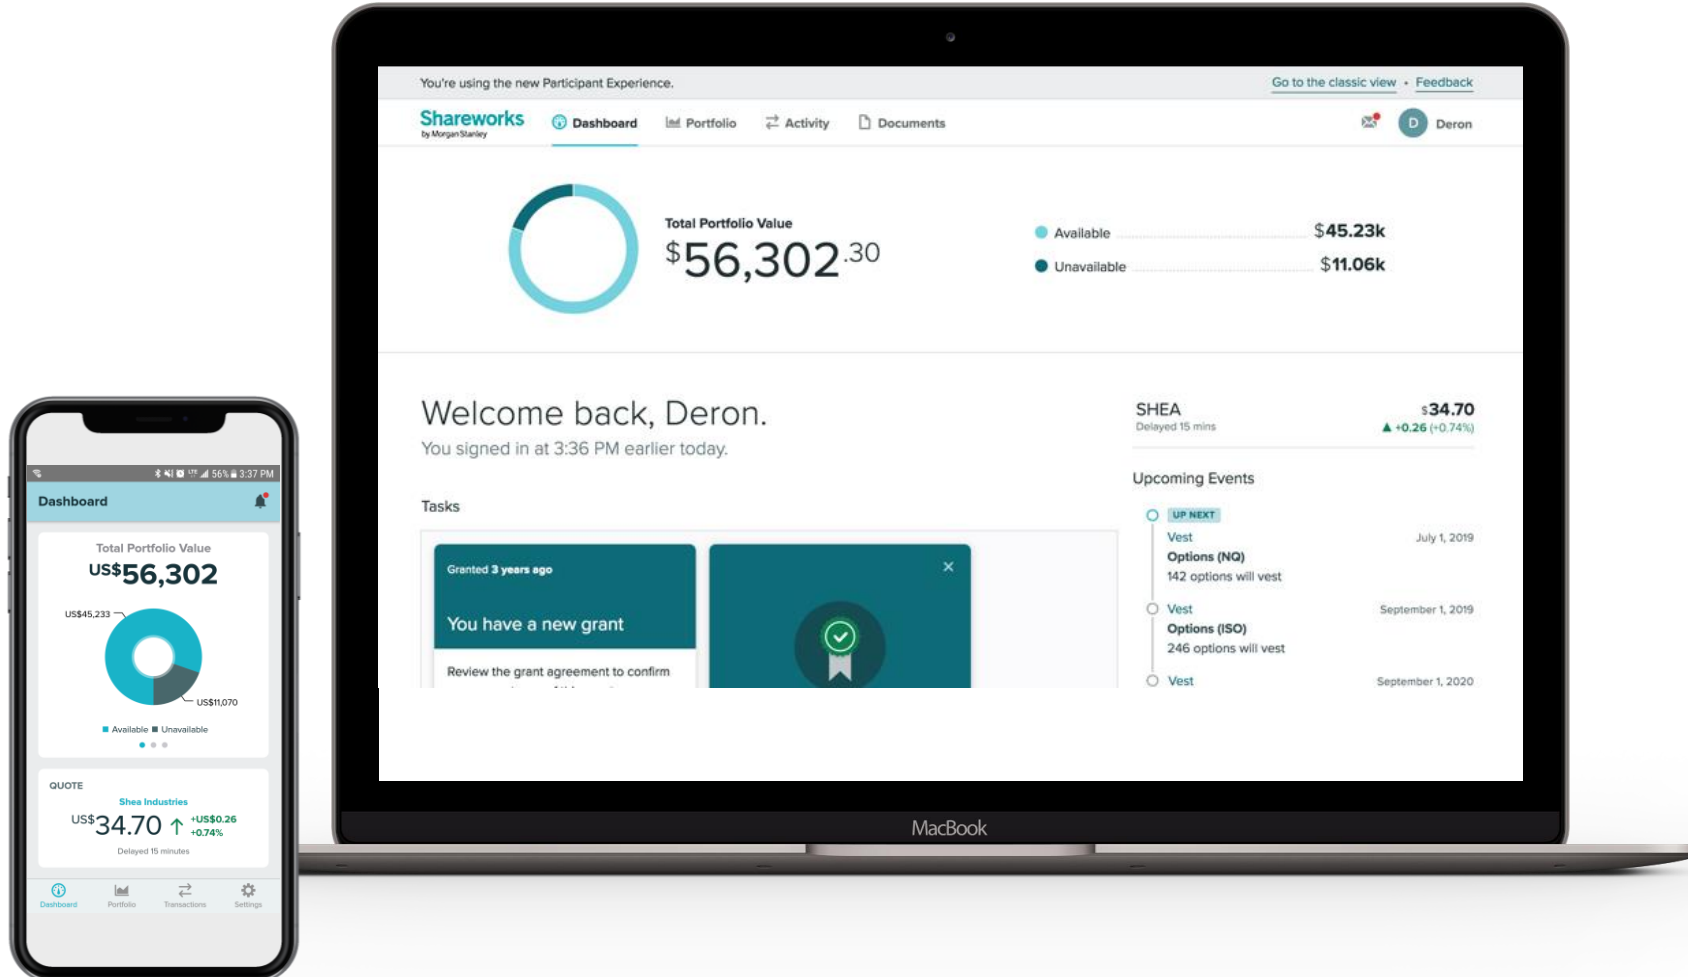 You're using the new Participant Experience.
Go to the classic view • Feedback
Shareworks
by Morgan Stanley
Dashboard
Portfolio
Activity
Documents
D
Deron
Total Portfolio Value
$56,302.30
Available $45.23k
Unavailable $11.06k
Welcome back, Deron.
You signed in at 3:36 PM earlier today.
SHEA $34.70
Delayed 15 mins ▲ +0.26 (+0.74%)
Tasks
Granted 3 years ago
You have a new grant
Review the grant agreement to confirm
Upcoming Events
UP NEXT
Vest July 1, 2019
Options (NQ)
142 options will vest
Vest September 1, 2019
Options (ISO)
246 options will vest
Vest September 1, 2020
MacBook
LTE 56% 3:37 PM
Dashboard
Total Portfolio Value
US$56,302
US$45,233
US$11,070
Available Unavailable
QUOTE
Shea Industries
US$34.70 ↑ +US$0.26
+0.74%
Delayed 15 minutes
Dashboard
Portfolio
Transactions
Settings